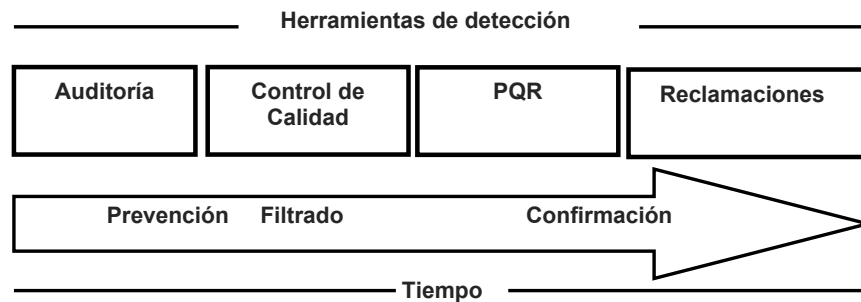 Herramientas de detección
Auditoría
Control de
Calidad
PQR
Reclamaciones
Prevención
Filtrado
Confirmación
Tiempo